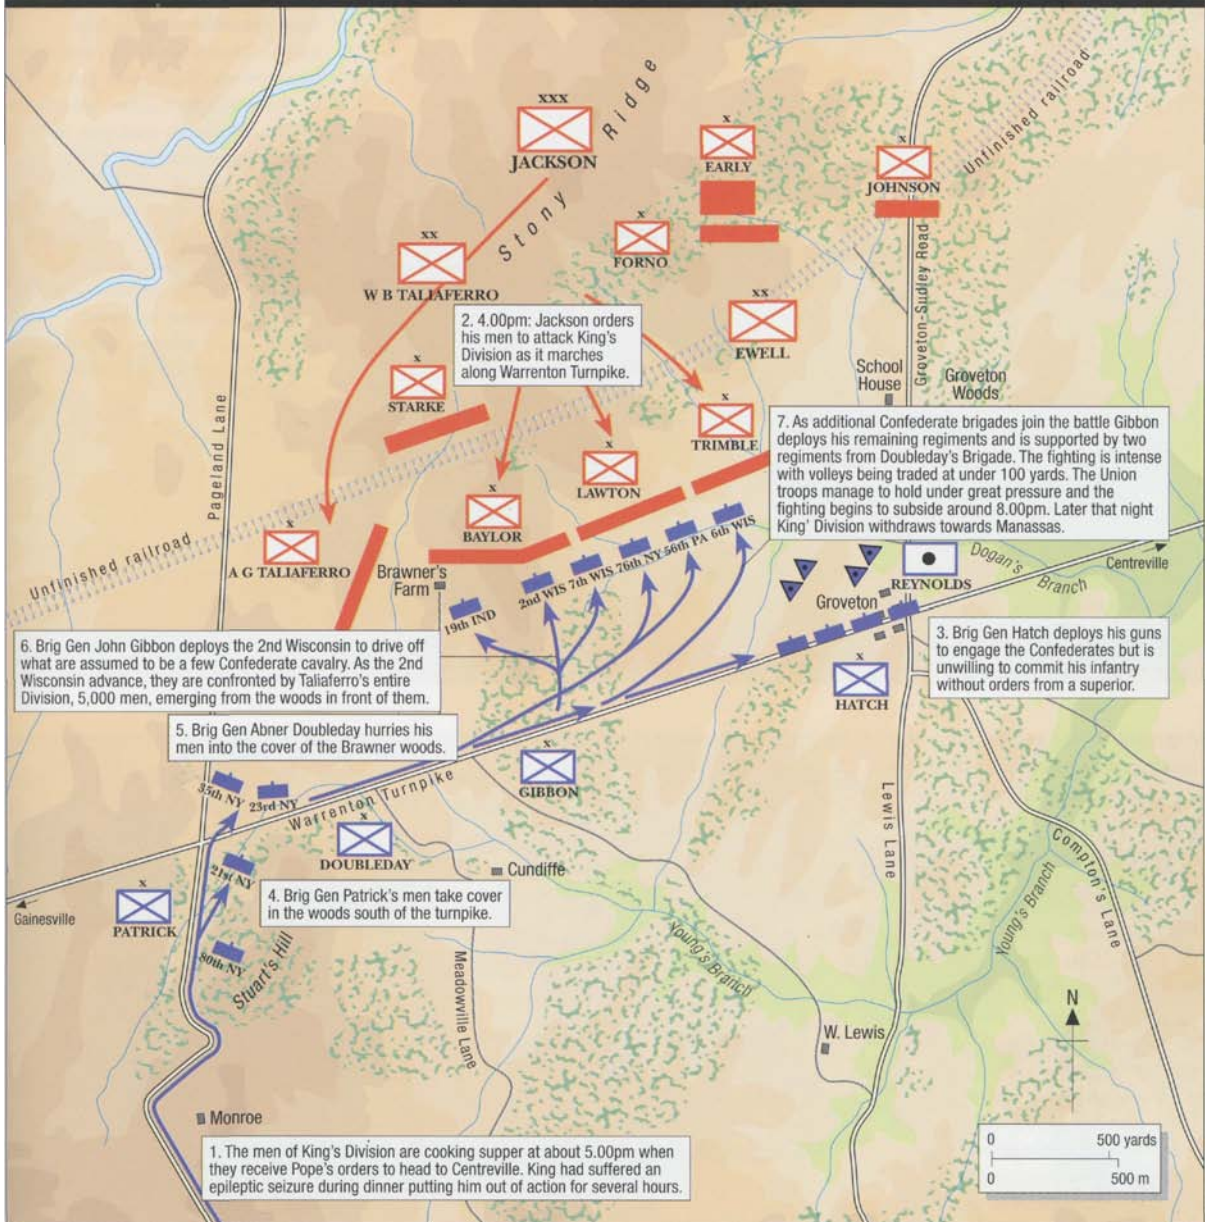 xxx
JACKSON
Stony Ridge
x
EARLY
x
JOHNSON
Unfinished railroad
xx
W B TALIAFERRO
x
FORNO
Groveton-Sudley Road
2. 4.00pm: Jackson orders
his men to attack King's
Division as it marches
along Warrenton Turnpike.
xx
EWELL
x
STARKE
School
House
Groveton
Woods
Pageland Lane
x
TRIMBLE
7. As additional Confederate brigades join the battle Gibbon
deploys his remaining regiments and is supported by two
regiments from Doubleday's Brigade. The fighting is intense
with volleys being traded at under 100 yards. The Union
troops manage to hold under great pressure and the
fighting begins to subside around 8.00pm. Later that night
King' Division withdraws towards Manassas.
x
LAWTON
x
BAYLOR
x
A G TALIAFERRO
Unfinished railroad
Brawner's
Farm
19th IND
2nd WIS
7th WIS
76th NY
56th PA
6th WIS
REYNOLDS
Dogan's Branch
Centreville
Groveton
6. Brig Gen John Gibbon deploys the 2nd Wisconsin to drive off
what are assumed to be a few Confederate cavalry. As the 2nd
Wisconsin advance, they are confronted by Taliaferro's entire
Division, 5,000 men, emerging from the woods in front of them.
3. Brig Gen Hatch deploys his guns
to engage the Confederates but is
unwilling to commit his infantry
without orders from a superior.
x
HATCH
5. Brig Gen Abner Doubleday hurries his
men into the cover of the Brawner woods.
x
GIBBON
35th NY
23rd NY
Warrenton Turnpike
x
DOUBLEDAY
Lewis Lane
Compton's Lane
21st NY
Cundiffe
4. Brig Gen Patrick's men take cover
in the woods south of the turnpike.
x
PATRICK
Gainesville
80th NY
Stuart's Hill
Meadowville Lane
Young's Branch
Young's Branch
N
W. Lewis
Monroe
1. The men of King's Division are cooking supper at about 5.00pm when
they receive Pope's orders to head to Centreville. King had suffered an
epileptic seizure during dinner putting him out of action for several hours.
0 500 yards
0 500 m